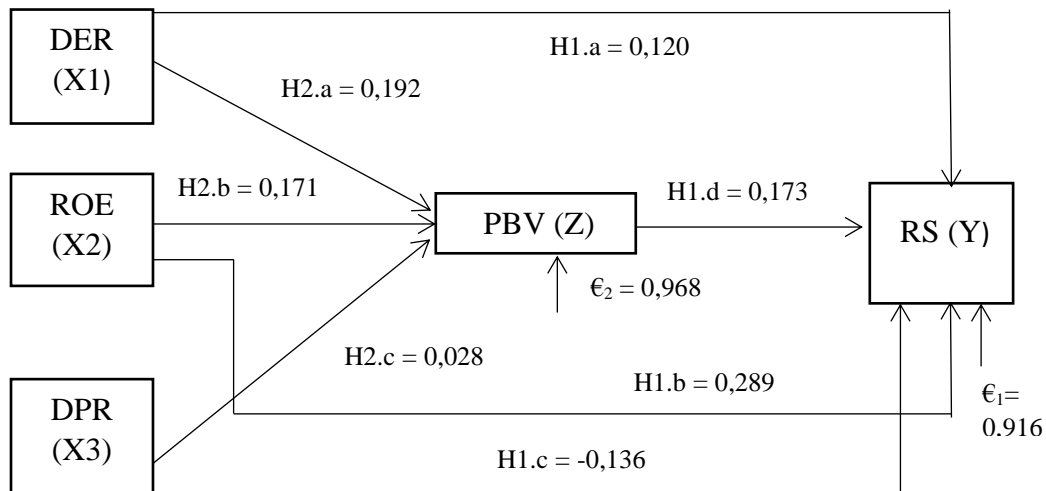 DER
(X1)
H1.a = 0,120
H2.a = 0,192
ROE
(X2)
H2.b = 0,171
PBV (Z)
H1.d = 0,173
RS (Y)
€2 = 0,968
H2.c = 0,028
H1.b = 0,289
€1=
0,916
DPR
(X3)
H1.c = -0,136